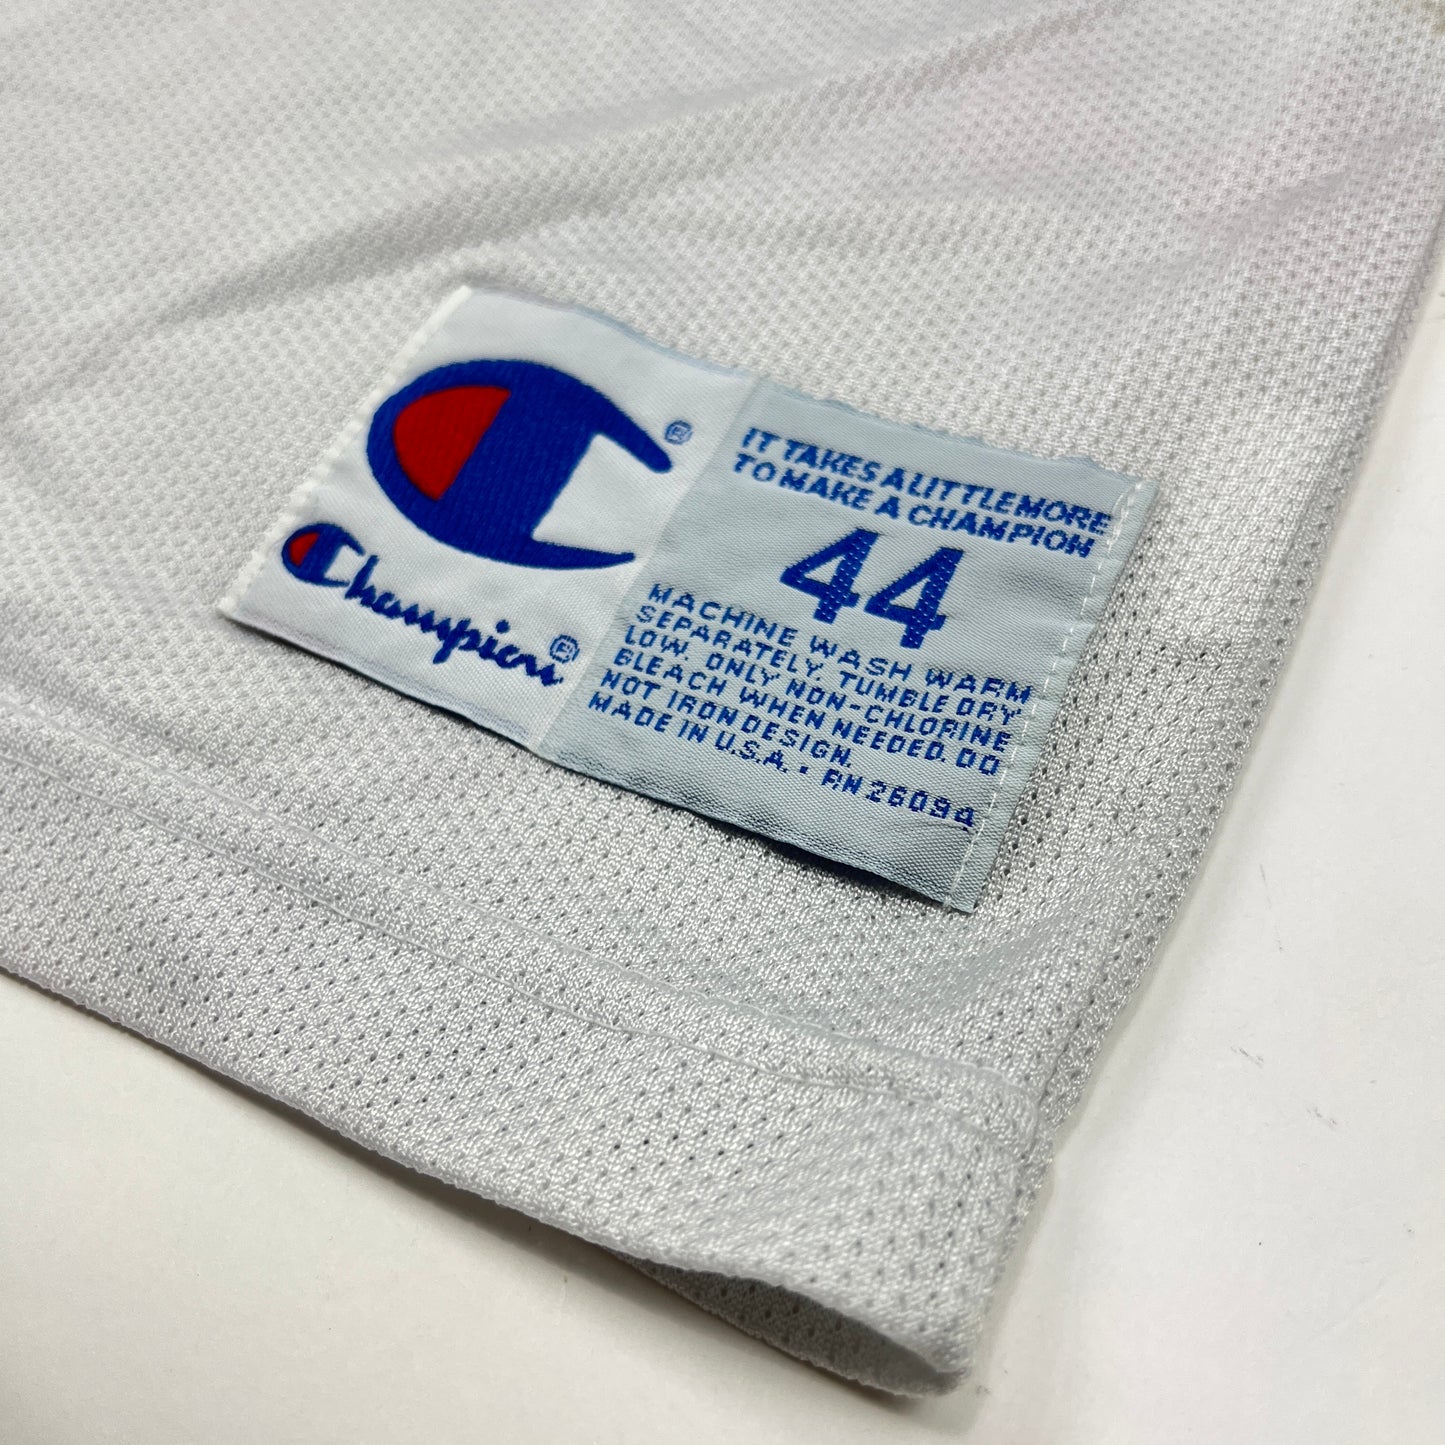 ®
Champion®
IT TAKES A LITTLE MORE
TO MAKE A CHAMPION
44
MACHINE WASH WARM
SEPARATELY. TUMBLE DRY
LOW. ONLY NON-CHLORINE
BLEACH WHEN NEEDED. DO
NOT IRON DESIGN.
MADE IN U.S.A. • RN 26094